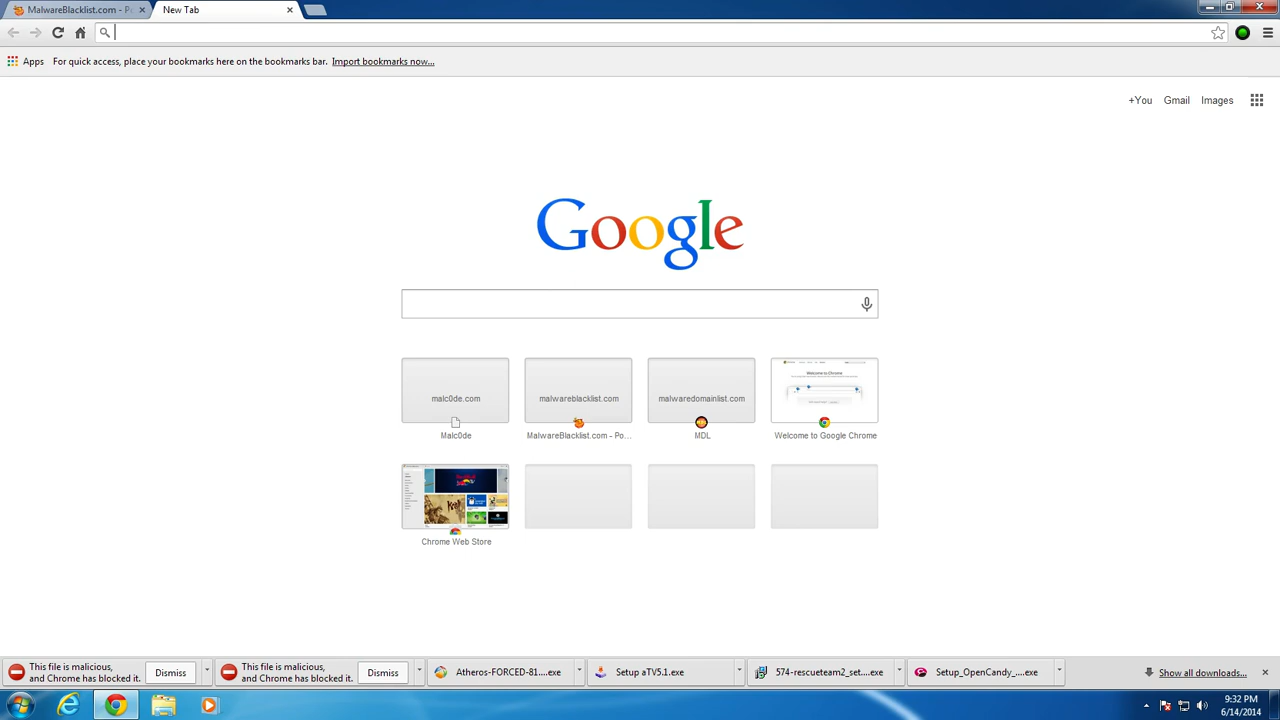 MalwareBlacklist.com - Po
New Tab
Apps For quick access, place your bookmarks here on the bookmarks bar. Import bookmarks now...
+You Gmail Images
Google
malc0de.com malwareblacklist.com malwaredomainlist.com Welcome to Chrome
Malc0de MalwareBlacklist.com - Po... MDL Welcome to Google Chrome
Chrome Web Store
This file is malicious,
and Chrome has blocked it.
Dismiss
This file is malicious,
and Chrome has blocked it.
Dismiss
Atheros-FORCED-81....exe
Setup aTV5.1.exe
574-rescueteam2_set....exe
Setup_OpenCandy_....exe
Show all downloads...
9:32 PM
6/14/2014